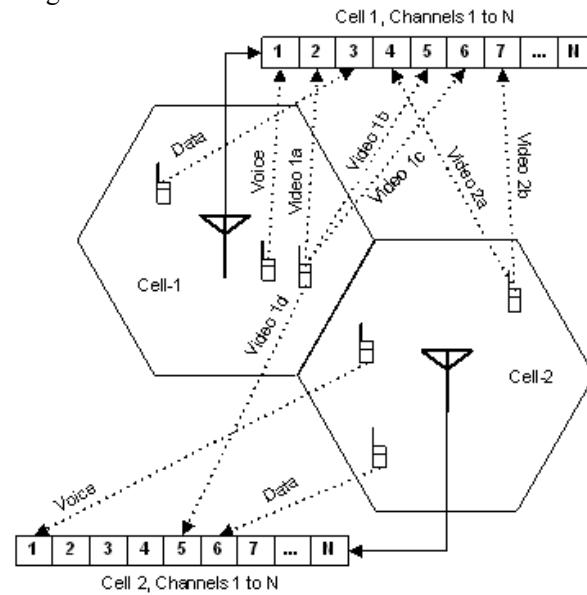 Cell 1, Channels 1 to N
1 2 3 4 5 6 7 ... N
Data
Voice
Video 1a
Video 1b
Video 1c
Video 2a
Video 2b
Cell-1
Video 1d
Cell-2
Voice
Data
1 2 3 4 5 6 7 ... N
Cell 2, Channels 1 to N